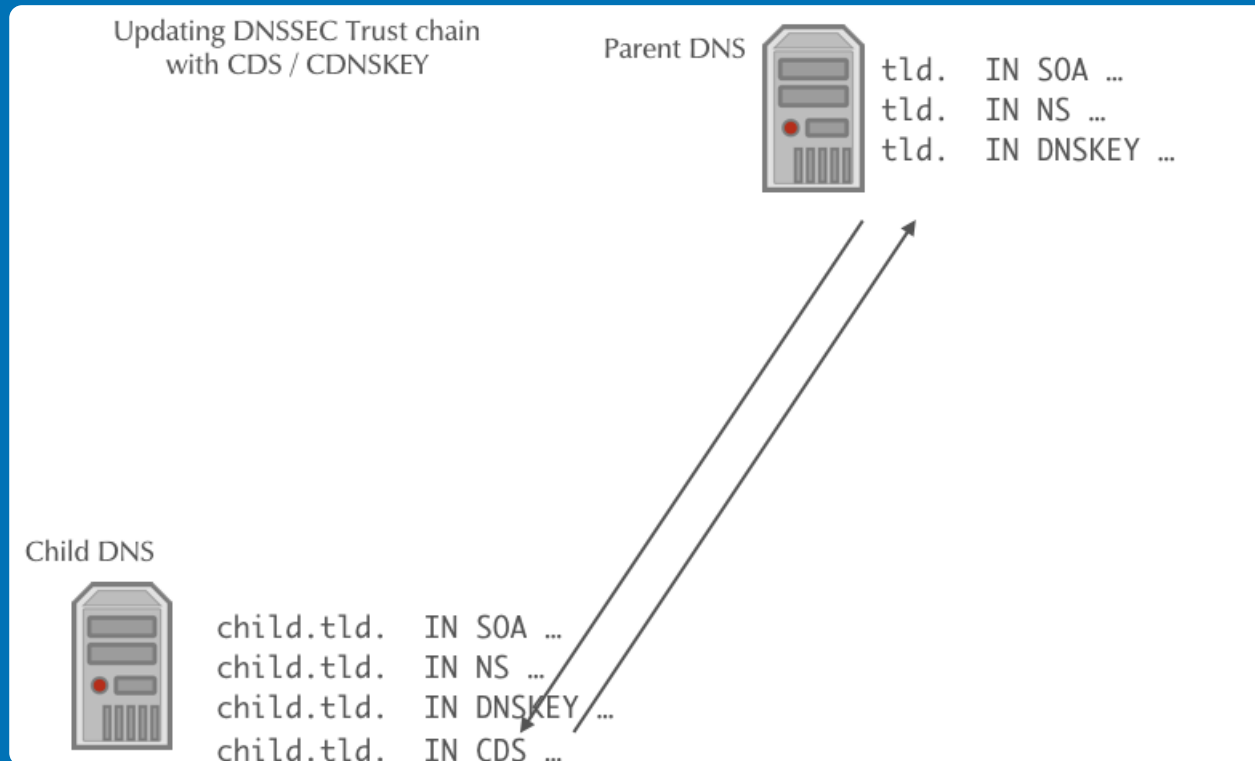 Updating DNSSEC Trust chain
with CDS / CDNSKEY
Parent DNS
tld.  IN SOA …
tld.  IN NS …
tld.  IN DNSKEY …
Child DNS
child.tld.  IN SOA …
child.tld.  IN NS …
child.tld.  IN DNSKEY …
child.tld.  IN CDS …